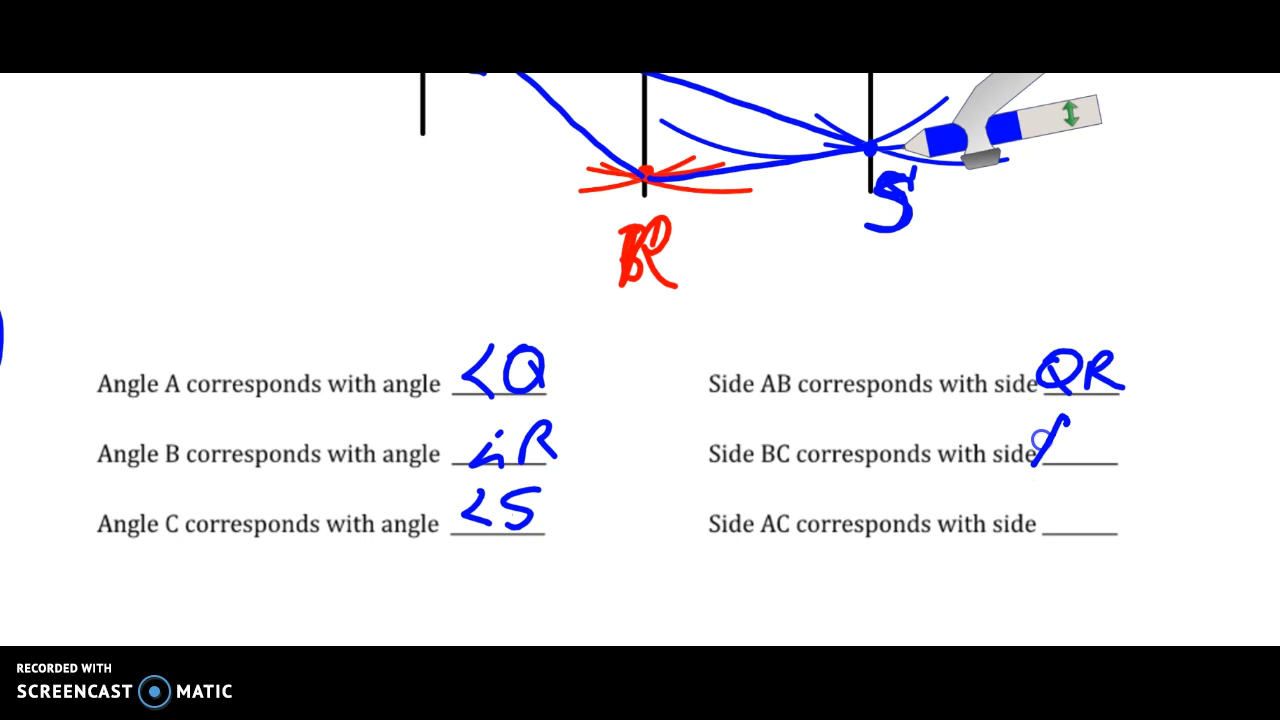 R
S
Angle A corresponds with angle <Q
Side AB corresponds with side QR
Angle B corresponds with angle ∠R
Side BC corresponds with side
Angle C corresponds with angle <S
Side AC corresponds with side
RECORDED WITH
SCREENCAST MATIC